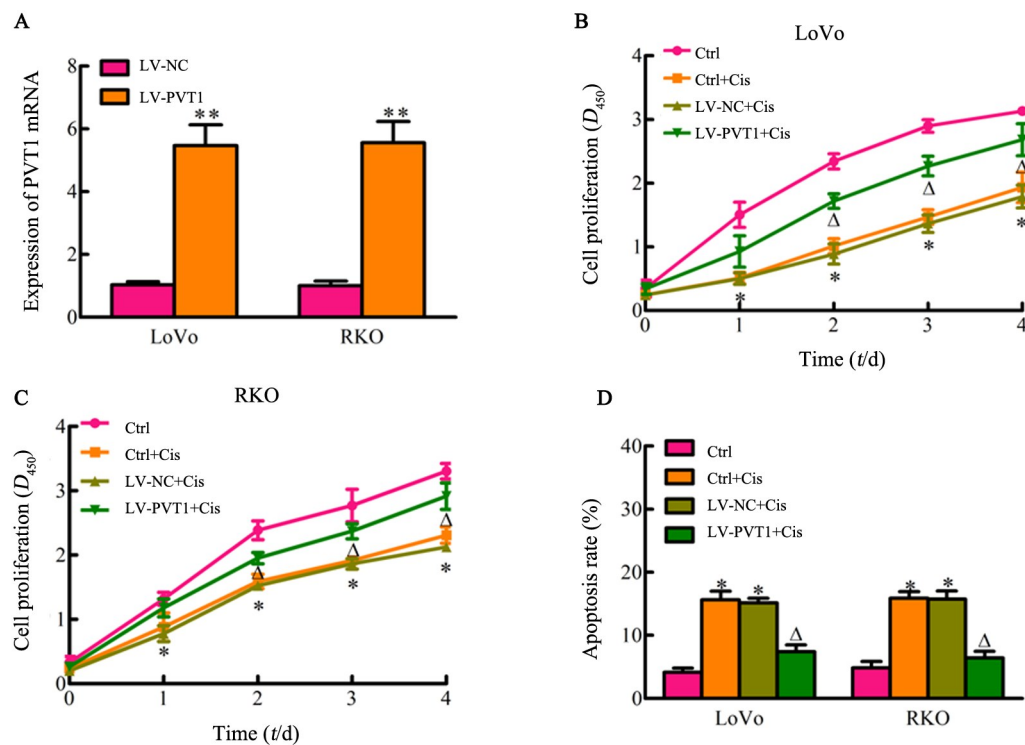 A
LV-NC
LV-PVT1
Expression of PVT1 mRNA
8
6
4
2
0
**
**
LoVo
RKO
B
LoVo
Ctrl
Ctrl+Cis
LV-NC+Cis
LV-PVT1+Cis
Cell proliferation (D450)
4
3
2
1
0
Δ
Δ
Δ
*
*
*
*
0 1 2 3 4
Time (t/d)
C
RKO
Ctrl
Ctrl+Cis
LV-NC+Cis
LV-PVT1+Cis
Cell proliferation (D450)
4
3
2
1
0
Δ
Δ
Δ
*
*
*
*
0 1 2 3 4
Time (t/d)
D
Ctrl
Ctrl+Cis
LV-NC+Cis
LV-PVT1+Cis
Apoptosis rate (%)
40
30
20
10
0
* * Δ
* * Δ
LoVo
RKO